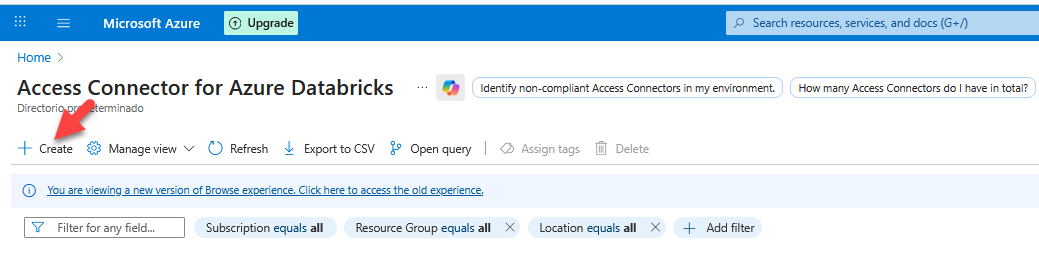 Microsoft Azure Upgrade Search resources, services, and docs (G+/)
Home >
Access Connector for Azure Databricks ... Identify non-compliant Access Connectors in my environment. How many Access Connectors do I have in total?
Directorio predeterminado
+ Create Manage view Refresh Export to CSV Open query Assign tags Delete
You are viewing a new version of Browse experience. Click here to access the old experience.
Filter for any field... Subscription equals all Resource Group equals all Location equals all Add filter